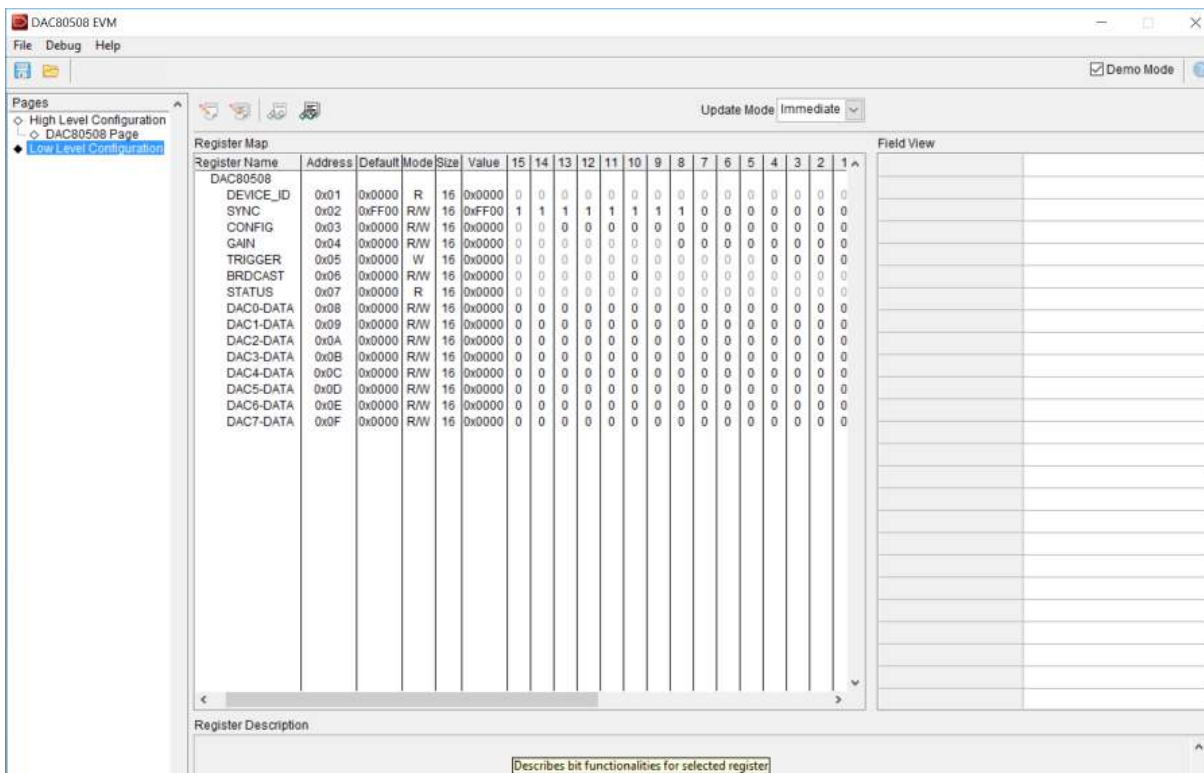 DAC80508 EVM
File Debug Help
Demo Mode
Pages
High Level Configuration
DAC80508 Page
Low Level Configuration
Update Mode Immediate
Register Map
Field View
Register Name Address Default Mode Size Value 15 14 13 12 11 10 9 8 7 6 5 4 3 2 1
DAC80508
DEVICE_ID 0x01 0x0000 R 16 0x0000 0 0 0 0 0 0 0 0 0 0 0 0 0 0 0
SYNC 0x02 0xFF00 R/W 16 0xFF00 1 1 1 1 1 1 1 1 0 0 0 0 0 0 0
CONFIG 0x03 0x0000 R/W 16 0x0000 0 0 0 0 0 0 0 0 0 0 0 0 0 0 0
GAIN 0x04 0x0000 R/W 16 0x0000 0 0 0 0 0 0 0 0 0 0 0 0 0 0 0
TRIGGER 0x05 0x0000 W 16 0x0000 0 0 0 0 0 0 0 0 0 0 0 0 0 0 0
BRDCAST 0x06 0x0000 R/W 16 0x0000 0 0 0 0 0 0 0 0 0 0 0 0 0 0 0
STATUS 0x07 0x0000 R 16 0x0000 0 0 0 0 0 0 0 0 0 0 0 0 0 0 0
DAC0-DATA 0x08 0x0000 R/W 16 0x0000 0 0 0 0 0 0 0 0 0 0 0 0 0 0 0
DAC1-DATA 0x09 0x0000 R/W 16 0x0000 0 0 0 0 0 0 0 0 0 0 0 0 0 0 0
DAC2-DATA 0x0A 0x0000 R/W 16 0x0000 0 0 0 0 0 0 0 0 0 0 0 0 0 0 0
DAC3-DATA 0x0B 0x0000 R/W 16 0x0000 0 0 0 0 0 0 0 0 0 0 0 0 0 0 0
DAC4-DATA 0x0C 0x0000 R/W 16 0x0000 0 0 0 0 0 0 0 0 0 0 0 0 0 0 0
DAC5-DATA 0x0D 0x0000 R/W 16 0x0000 0 0 0 0 0 0 0 0 0 0 0 0 0 0 0
DAC6-DATA 0x0E 0x0000 R/W 16 0x0000 0 0 0 0 0 0 0 0 0 0 0 0 0 0 0
DAC7-DATA 0x0F 0x0000 R/W 16 0x0000 0 0 0 0 0 0 0 0 0 0 0 0 0 0 0
Register Description
Describes bit functionalities for selected register